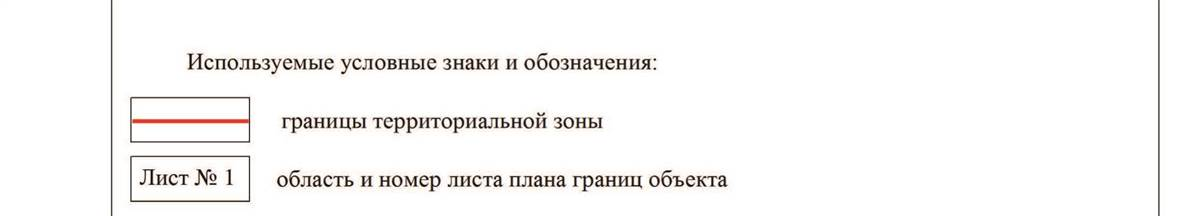 Используемые условные знаки и обозначения:
границы территориальной зоны
Лист № 1 область и номер листа плана границ объекта